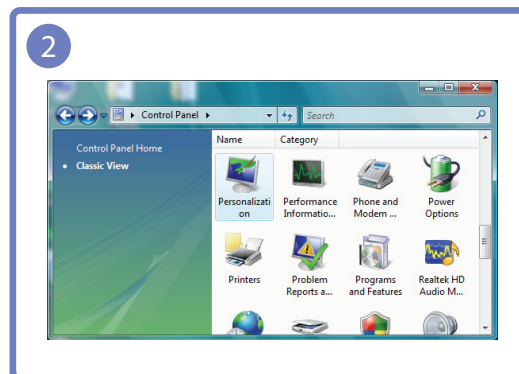 2
Control Panel
Search
Control Panel Home
Classic View
Name Category
Personalizati
on
Performance
Informatio...
Phone and
Modem ...
Power
Options
Printers
Problem
Reports a...
Programs
and Features
Realtek HD
Audio M...